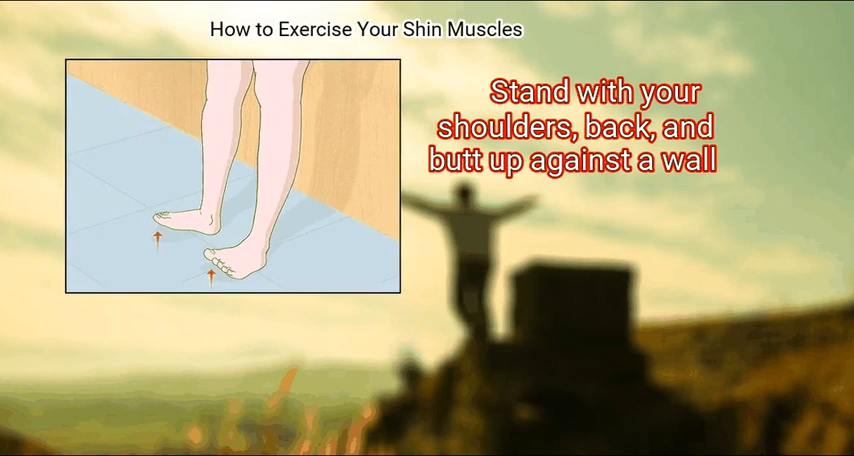 How to Exercise Your Shin Muscles
Stand with your
shoulders, back, and
butt up against a wall